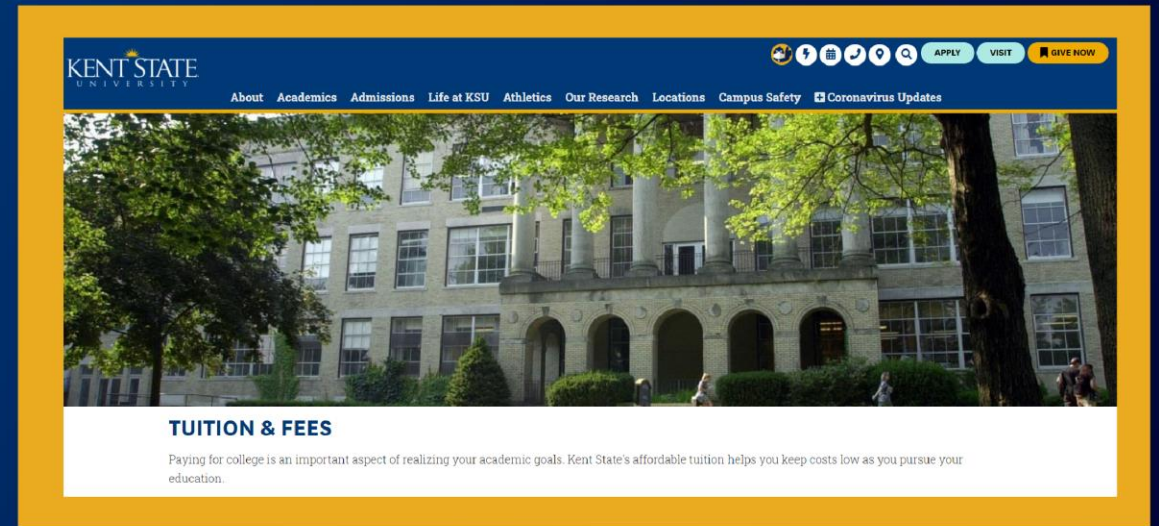 KENT STATE
UNIVERSITY
APPLY VISIT GIVE NOW
About Academics Admissions Life at KSU Athletics Our Research Locations Campus Safety Coronavirus Updates
TUITION & FEES
Paying for college is an important aspect of realizing your academic goals. Kent State's affordable tuition helps you keep costs low as you pursue your
education.